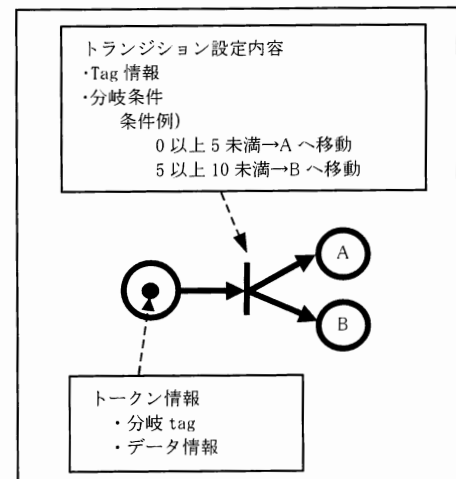 トランジション設定内容
・Tag 情報
・分岐条件
条件例)
0 以上 5 未満→A へ移動
5 以上 10 未満→B へ移動
A
B
トークン情報
・分岐 tag
・データ情報